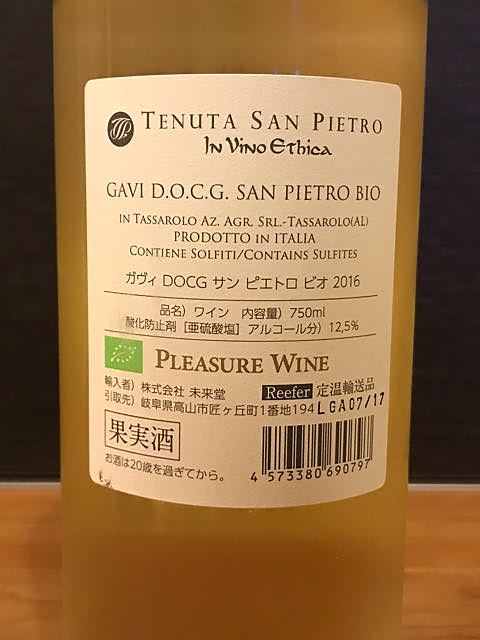 TSP
TENUTA SAN PIETRO
In Vino Ethica
GAVI D.O.C.G. SAN PIETRO BIO
IN TASSAROLO AZ. AGR. SRL.-TASSAROLO(AL)
PRODOTTO IN ITALIA
CONTIENE SOLFITI/CONTAINS SULFITES
ガヴィ DOCG サン ピエトロ ビオ 2016
品名) ワイン 内容量) 750ml
酸化防止剤 [亜硫酸塩] アルコール分) 12,5%
PLEASURE WINE
輸入者) 株式会社 未来堂 Reefer 定温輸送品
引取先) 岐阜県高山市匠ヶ丘町1番地194 LGA07/17
果実酒
お酒は20歳を過ぎてから。
4 573380 690797